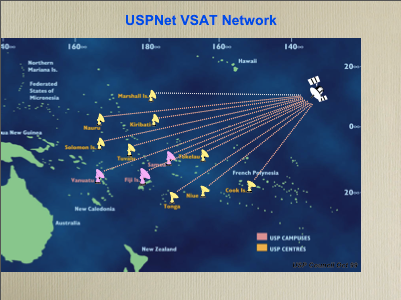 USPNet VSAT Network
160
180
160
140
Hawaii
20
Northern
Mariana Is.
Federated
States of
Micronesia
Marshall Is.
Nauru
Kiribati
0
Solomon Is.
Tuvalu
Tokelau
Samoa
Vanuatu
Fiji Is.
French Polynesia
Niue
Cook Is.
20
Tonga
New Caledonia
Australia
USP CAMPUSES
USP CENTRES
New Zealand